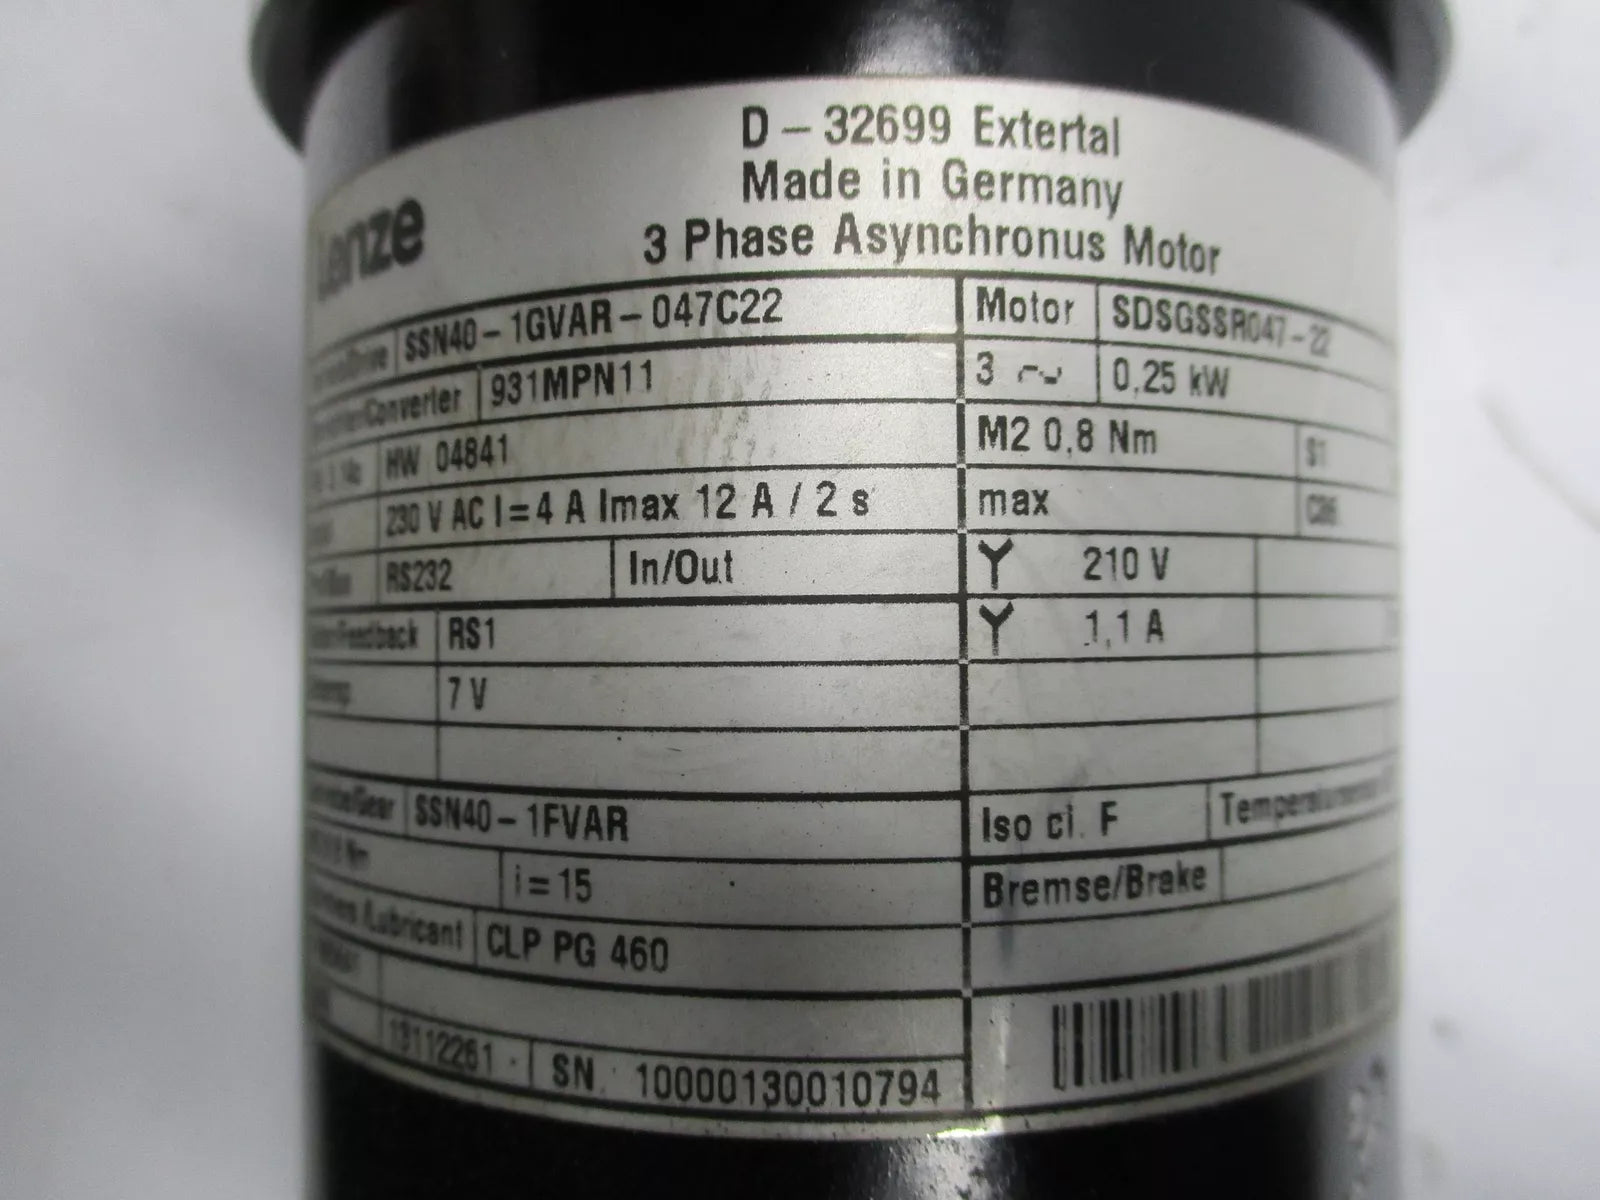 D - 32699 Extertal
Made in Germany
Lenze
3 Phase Asynchronus Motor
SSN40 - 1GVAR - 047C22
Motor SDSGSSR047 - 22
931MPN11
3 0,25 kW
HW 04841
M2 0,8 Nm S1
230 V AC I = 4 A Imax 12 A / 2 s
max
RS232 In/Out
Y 210 V
RS1
Y 1,1 A
7 V
SSN40 - 1FVAR
Iso cl. F
i = 15
Bremse/Brake
/Lubricant CLP PG 460
13112261 SN. 10000130010794